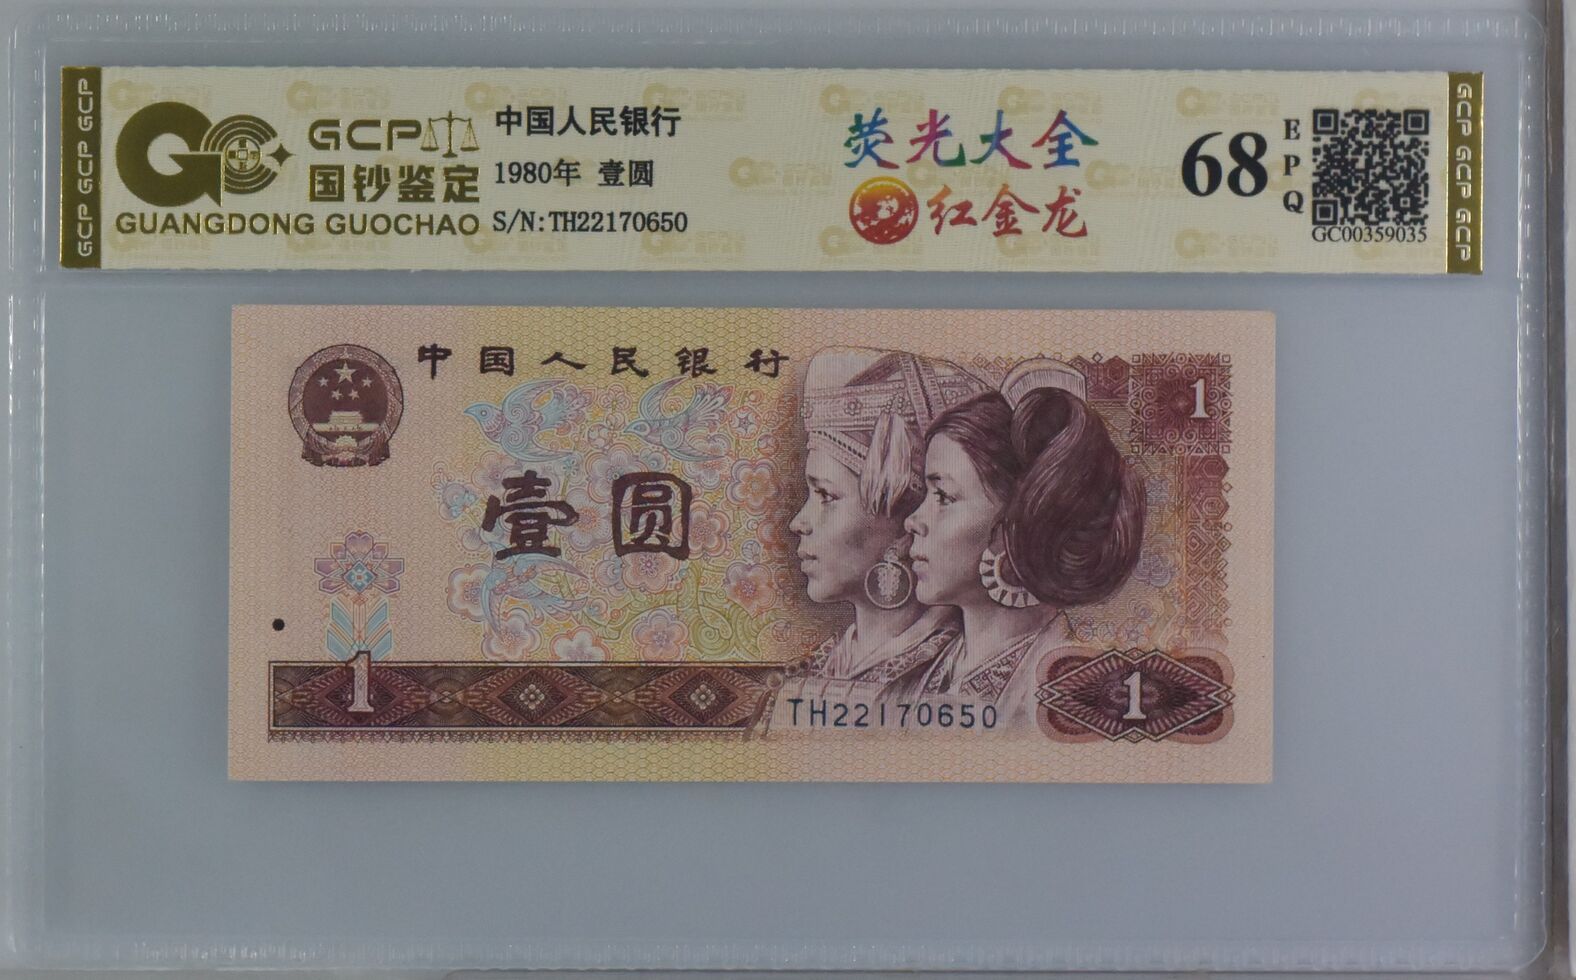 GCP GCP GCP
GCP
国钞鉴定
GUANGDONG GUOCHAO
中国人民银行
1980年 壹圆
S/N:TH22170650
荧光大全
红金龙
68
EPQ
GC00359035
GCP GCP GCP
中国人民银行
1
壹圆
1
TH22170650
1